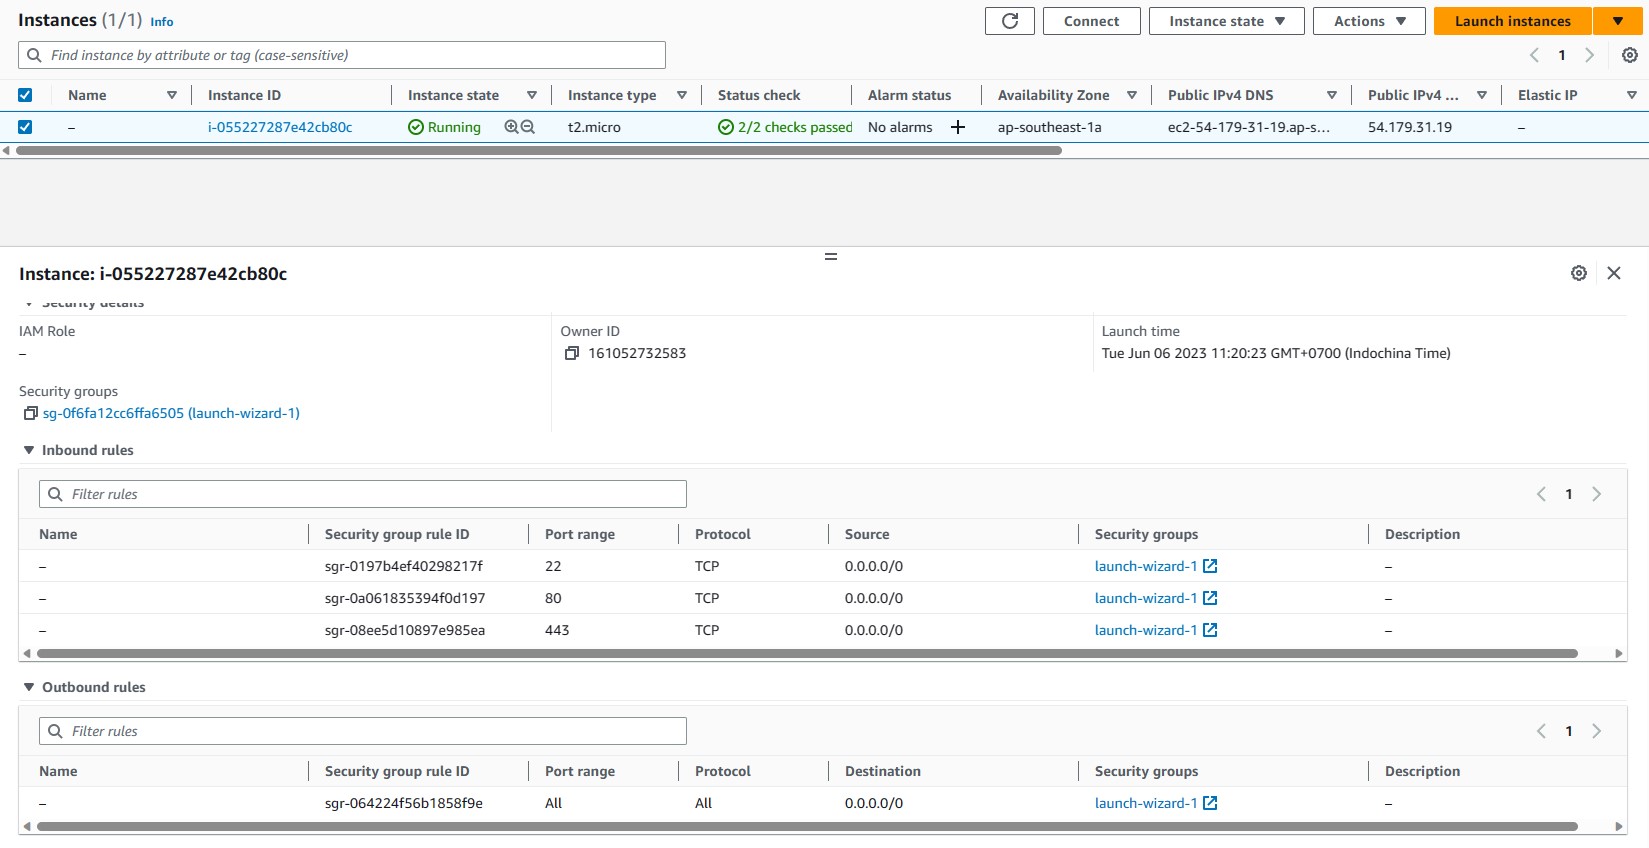 Instances (1/1) Info
Connect Instance state Actions Launch instances
Find instance by attribute or tag (case-sensitive) 1
Name Instance ID Instance state Instance type Status check Alarm status Availability Zone Public IPv4 DNS Public IPv4 ... Elastic IP
– i-055227287e42cb80c Running t2.micro 2/2 checks passed No alarms + ap-southeast-1a ec2-54-179-31-19.ap-s... 54.179.31.19 –
Instance: i-055227287e42cb80c
Security details
IAM Role Owner ID Launch time
– 161052732583 Tue Jun 06 2023 11:20:23 GMT+0700 (Indochina Time)
Security groups
sg-0f6fa12cc6ffa6505 (launch-wizard-1)
Inbound rules
Filter rules 1
Name Security group rule ID Port range Protocol Source Security groups Description
– sgr-0197b4ef40298217f 22 TCP 0.0.0.0/0 launch-wizard-1 –
– sgr-0a061835394f0d197 80 TCP 0.0.0.0/0 launch-wizard-1 –
– sgr-08ee5d10897e985ea 443 TCP 0.0.0.0/0 launch-wizard-1 –
Outbound rules
Filter rules 1
Name Security group rule ID Port range Protocol Destination Security groups Description
– sgr-064224f56b1858f9e All All 0.0.0.0/0 launch-wizard-1 –